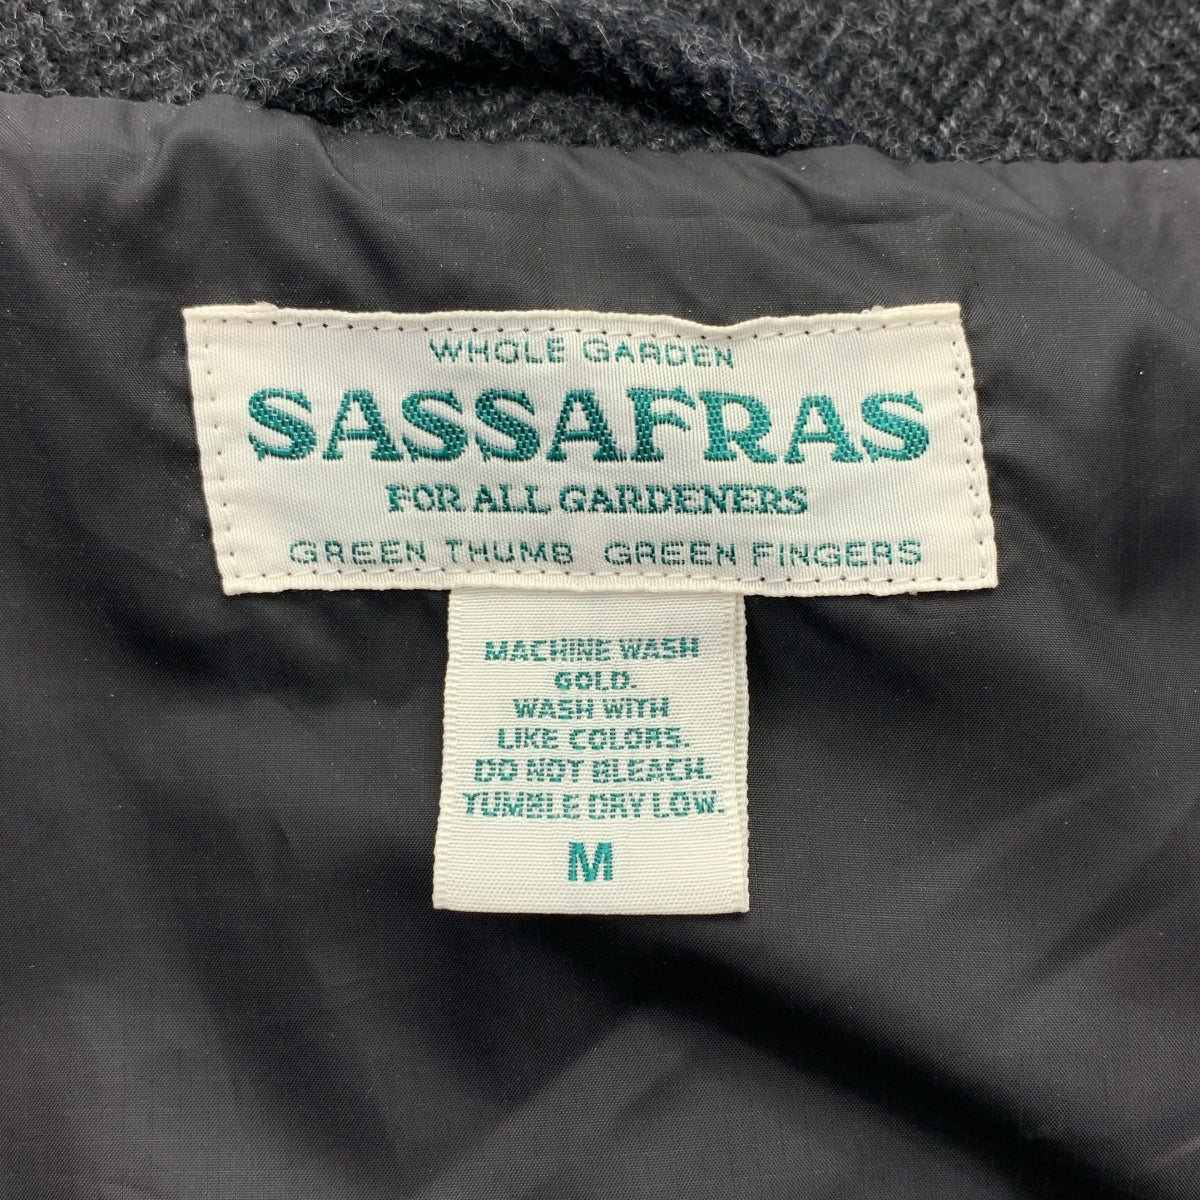 WHOLE GARDEN
SASSAFRAS
FOR ALL GARDENERS
GREEN THUMB GREEN FINGERS
MACHINE WASH
GOLD.
WASH WITH
LIKE COLORS.
DO NOT BLEACH.
TUMBLE DRY LOW.
M